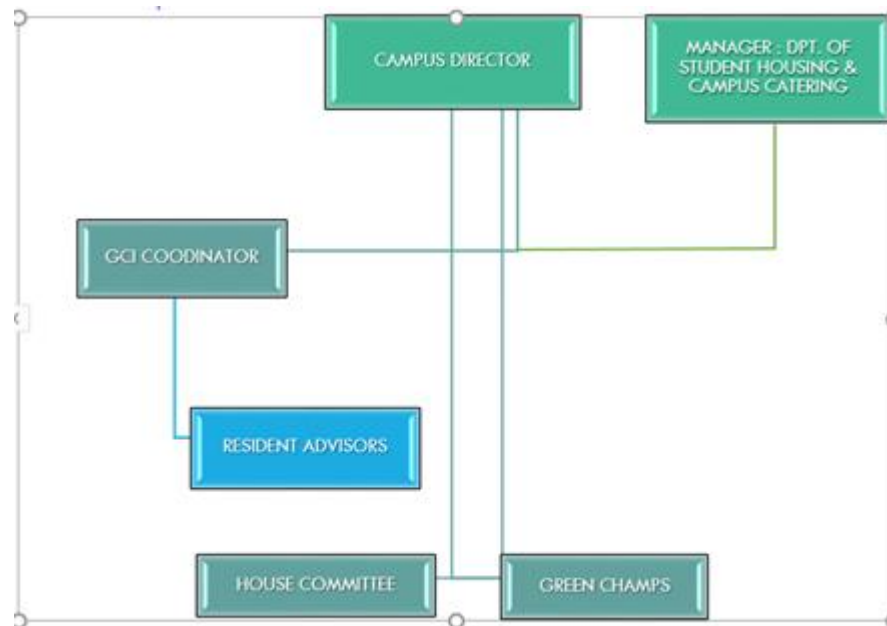 CAMPUS DIRECTOR
MANAGER : DPT. OF
STUDENT HOUSING &
CAMPUS CATERING
GCI COODINATOR
RESIDENT ADVISORS
HOUSE COMMITTEE
GREEN CHAMPS